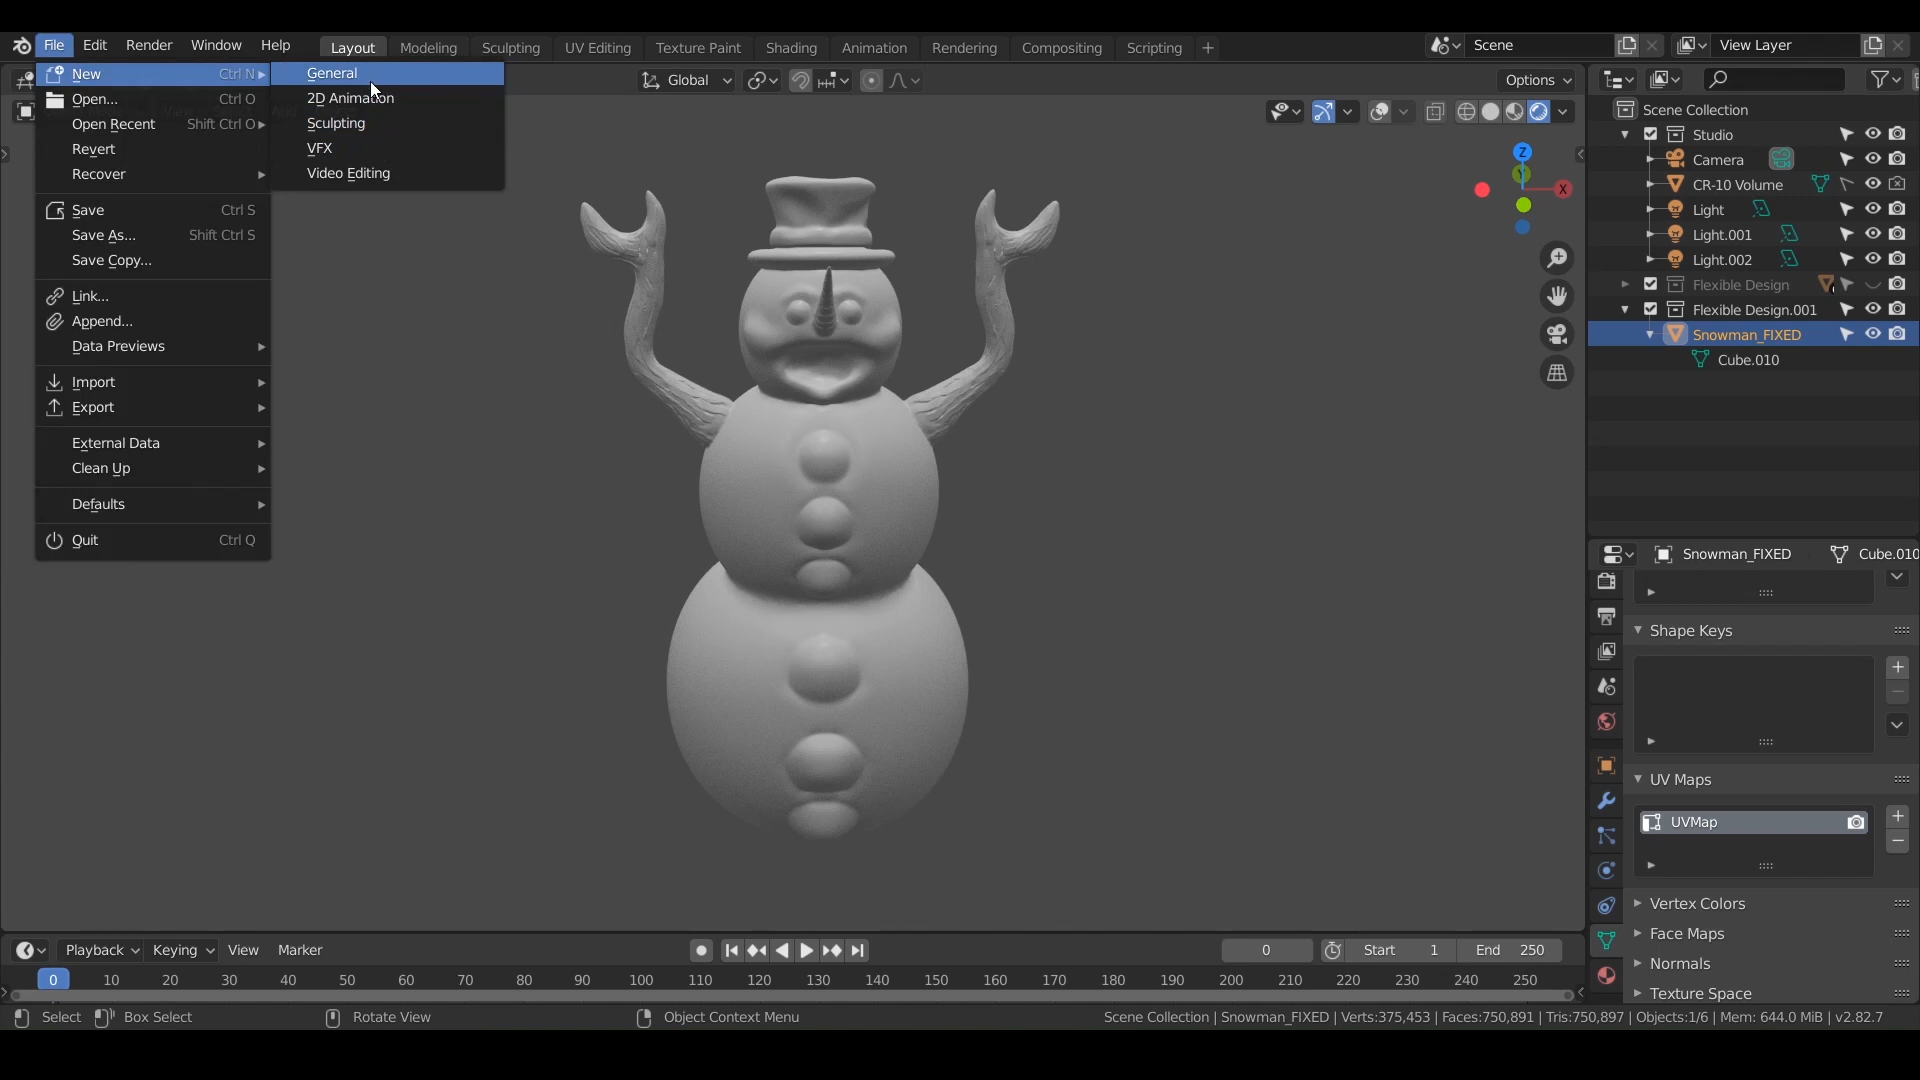 File Edit Render Window Help Layout Modeling Sculpting UV Editing Texture Paint Shading Animation Rendering Compositing Scripting + Scene View Layer
New Ctrl N
Open... Ctrl O
Open Recent Shift Ctrl O
Revert
Recover
Save Ctrl S
Save As... Shift Ctrl S
Save Copy...
Link...
Append...
Data Previews
Import
Export
External Data
Clean Up
Defaults
Quit Ctrl Q
General
2D Animation
Sculpting
VFX
Video Editing
Global
Options
Z
Y
X
Scene Collection
Studio
Camera
CR-10 Volume
Light
Light.001
Light.002
Flexible Design
Flexible Design.001
Snowman_FIXED
Cube.010
Snowman_FIXED Cube.010
Shape Keys
UV Maps
UVMap
Vertex Colors
Face Maps
Normals
Texture Space
Playback Keying View Marker 0 Start 1 End 250
0 10 20 30 40 50 60 70 80 90 100 110 120 130 140 150 160 170 180 190 200 210 220 230 240 250
Select Box Select Rotate View Object Context Menu Scene Collection | Snowman_FIXED | Verts:375,453 | Faces:750,891 | Tris:750,897 | Objects:1/6 | Mem: 644.0 MiB | v2.82.7